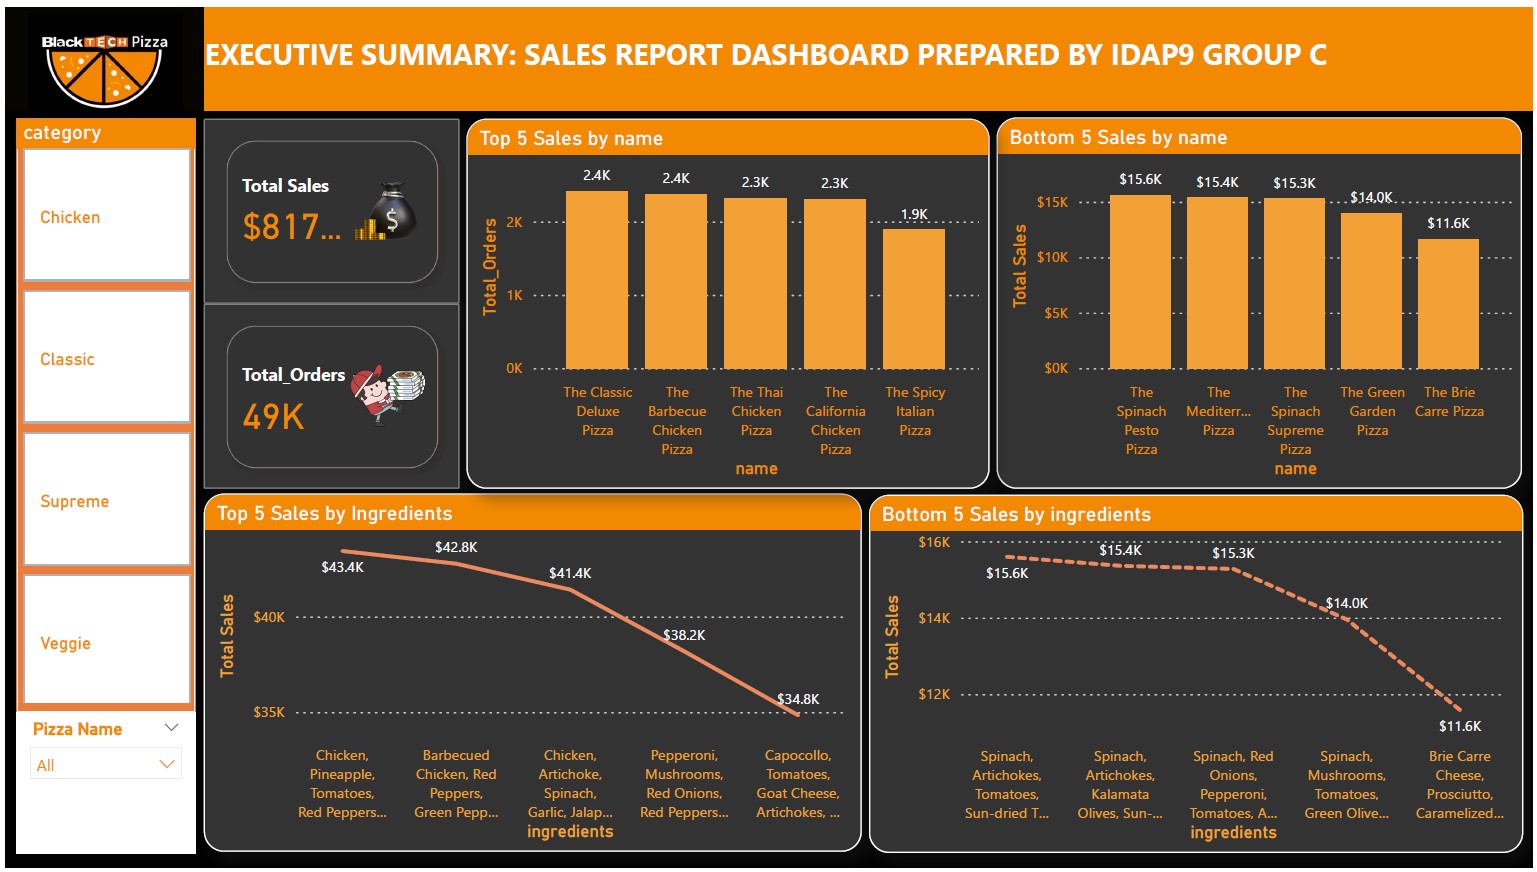 Black TECH Pizza
EXECUTIVE SUMMARY: SALES REPORT DASHBOARD PREPARED BY IDAP9 GROUP C
category
Chicken
Classic
Supreme
Veggie
Pizza Name
All
Total Sales
$817...
Total_Orders
49K
Top 5 Sales by name
Total_Orders
2K
1K
0K
2.4K
2.4K
2.3K
2.3K
1.9K
The Classic
Deluxe
Pizza
The
Barbecue
Chicken
Pizza
The Thai
Chicken
Pizza
The
California
Chicken
Pizza
The Spicy
Italian
Pizza
name
Bottom 5 Sales by name
Total Sales
$15K
$10K
$5K
$0K
$15.6K
$15.4K
$15.3K
$14.0K
$11.6K
The
Spinach
Pesto
Pizza
The
Mediterr...
Pizza
The
Spinach
Supreme
Pizza
The Green
Garden
Pizza
The Brie
Carre Pizza
name
Top 5 Sales by Ingredients
Total Sales
$40K
$35K
$43.4K
$42.8K
$41.4K
$38.2K
$34.8K
Chicken,
Pineapple,
Tomatoes,
Red Peppers...
Barbecued
Chicken, Red
Peppers,
Green Pepp...
Chicken,
Artichoke,
Spinach,
Garlic, Jalap...
Pepperoni,
Mushrooms,
Red Onions,
Red Peppers...
Capocollo,
Tomatoes,
Goat Cheese,
Artichokes, ...
ingredients
Bottom 5 Sales by ingredients
Total Sales
$16K
$14K
$12K
$15.6K
$15.4K
$15.3K
$14.0K
$11.6K
Spinach,
Artichokes,
Tomatoes,
Sun-dried T...
Spinach,
Artichokes,
Kalamata
Olives, Sun-...
Spinach, Red
Onions,
Pepperoni,
Tomatoes, A...
Spinach,
Mushrooms,
Tomatoes,
Green Olive...
Brie Carre
Cheese,
Prosciutto,
Caramelized...
ingredients